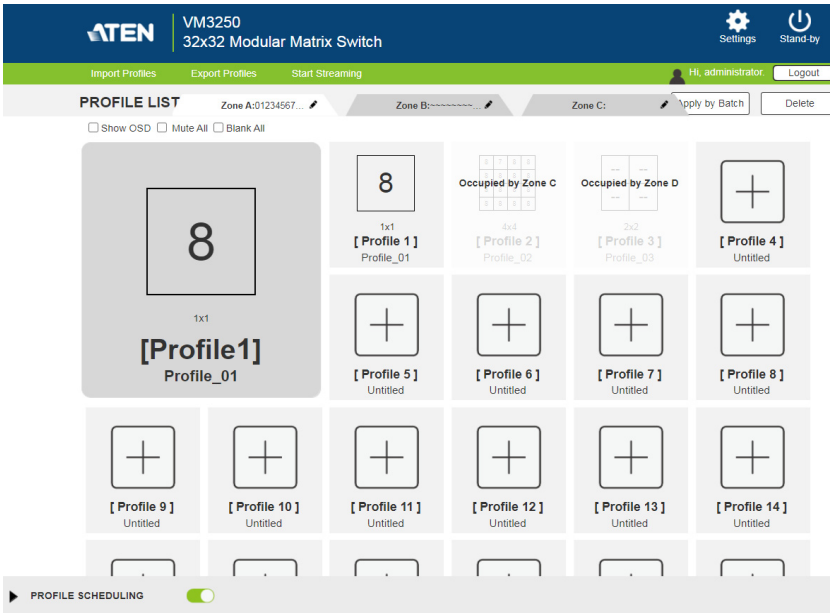 ATEN
VM3250
32x32 Modular Matrix Switch
Settings
Stand-by
Import Profiles Export Profiles Start Streaming Hi, administrator. Logout
PROFILE LIST Zone A:01234567... Zone B:~~~~~~~~... Zone C: Apply by Batch Delete
Show OSD Mute All Blank All
8
1x1
[Profile1]
Profile_01
8
1x1
[ Profile 1 ]
Profile_01
Occupied by Zone C
4x4
[ Profile 2 ]
Profile_02
Occupied by Zone D
2x2
[ Profile 3 ]
Profile_03
[ Profile 4 ]
Untitled
[ Profile 5 ]
Untitled
[ Profile 6 ]
Untitled
[ Profile 7 ]
Untitled
[ Profile 8 ]
Untitled
[ Profile 9 ]
Untitled
[ Profile 10 ]
Untitled
[ Profile 11 ]
Untitled
[ Profile 12 ]
Untitled
[ Profile 13 ]
Untitled
[ Profile 14 ]
Untitled
PROFILE SCHEDULING